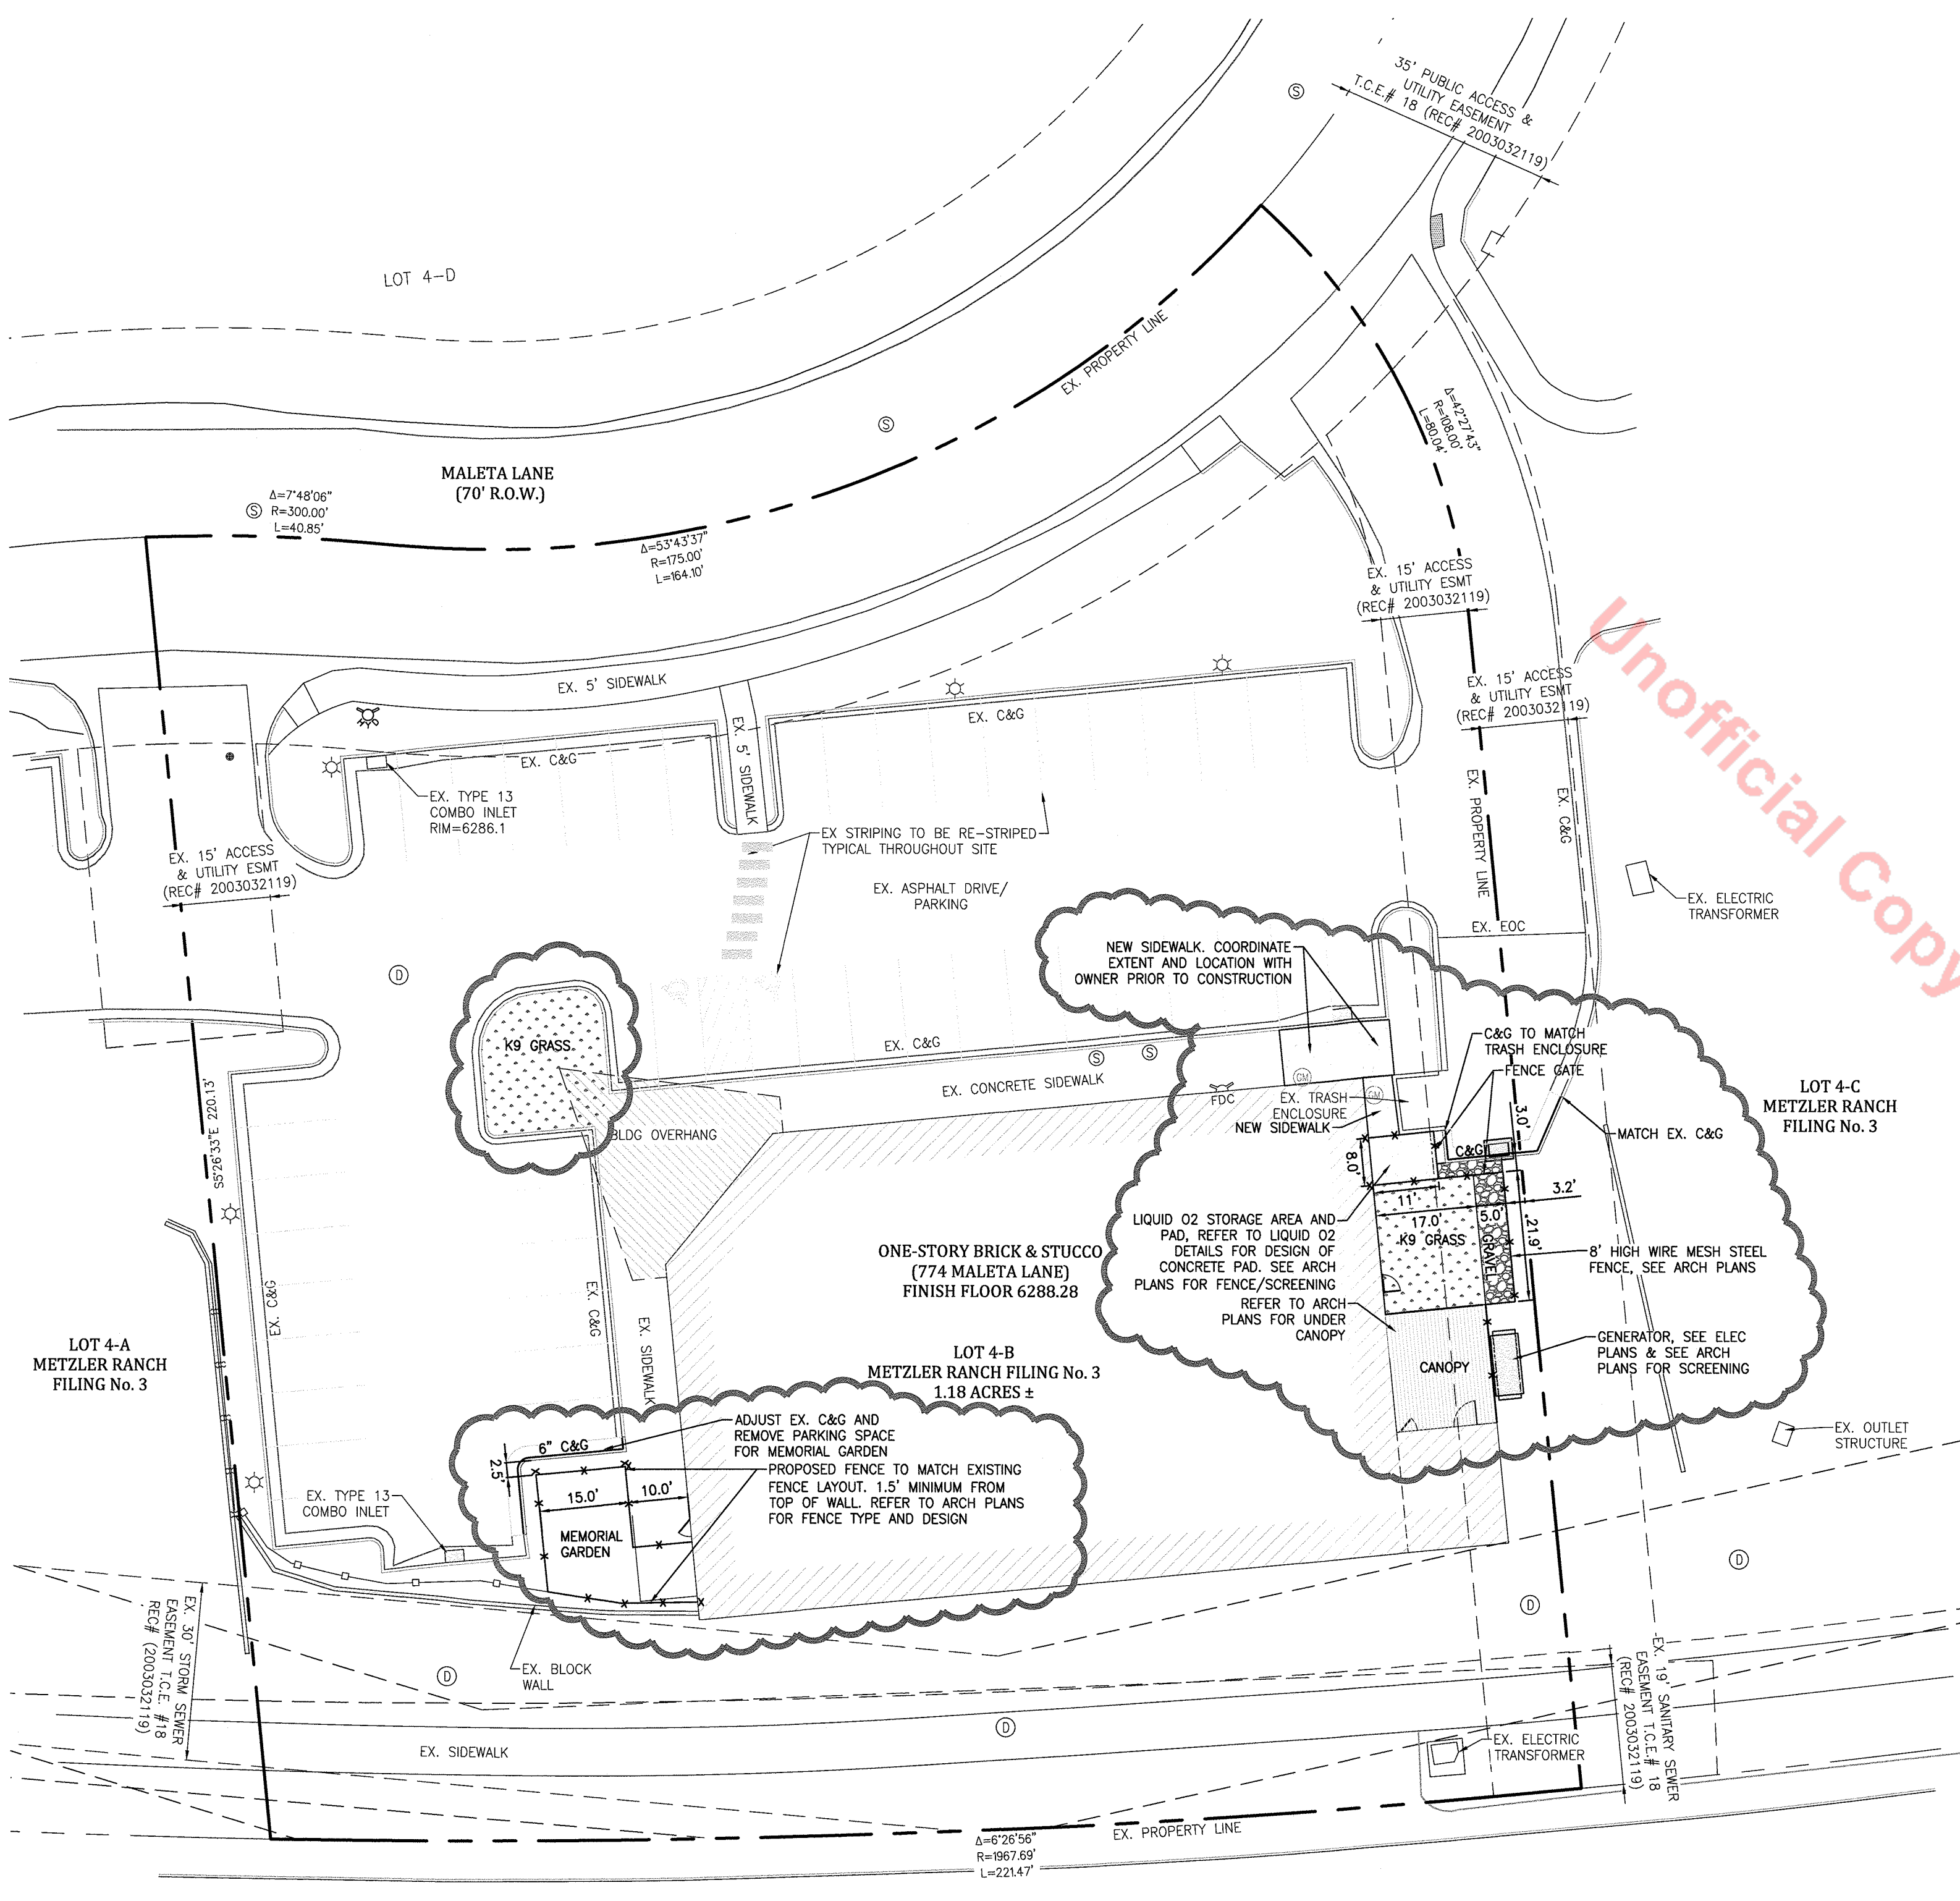 35' PUBLIC ACCESS &
UTILITY EASEMENT
T.C.E.# 18 (REC# 2003032119)
LOT 4-D
EX. PROPERTY LINE
MALETA LANE
(70' R.O.W.)
Δ=7°48'06"
R=300.00'
L=40.85'
Δ=53°43'37"
R=175.00'
L=164.10'
Δ=42°27'43"
R=108.00'
L=80.04'
EX. 15' ACCESS
& UTILITY ESMT
(REC# 2003032119)
EX. 15' ACCESS
& UTILITY ESMT
(REC# 2003032119)
Unofficial Copy
EX. 5' SIDEWALK
EX. C&G
EX. C&G
EX. 5' SIDEWALK
EX. TYPE 13
COMBO INLET
RIM=6286.1
EX STRIPING TO BE RE-STRIPED
TYPICAL THROUGHOUT SITE
EX. PROPERTY LINE
EX. C&G
EX. 15' ACCESS
& UTILITY ESMT
(REC# 2003032119)
EX. ASPHALT DRIVE/
PARKING
EX. ELECTRIC
TRANSFORMER
EX. EOC
NEW SIDEWALK. COORDINATE
EXTENT AND LOCATION WITH
OWNER PRIOR TO CONSTRUCTION
K9 GRASS
EX. C&G
C&G TO MATCH
TRASH ENCLOSURE
FENCE GATE
EX. CONCRETE SIDEWALK
FDC
GM
GM
EX. TRASH
ENCLOSURE
NEW SIDEWALK
3.0'
LOT 4-C
METZLER RANCH
FILING No. 3
MATCH EX. C&G
BLDG OVERHANG
S5°26'33"E 220.13'
C&G
8.0'
11'
3.2'
17.0'
5.0'
21.9'
K9 GRASS
GRAVEL
LIQUID O2 STORAGE AREA AND
PAD, REFER TO LIQUID O2
DETAILS FOR DESIGN OF
CONCRETE PAD. SEE ARCH
PLANS FOR FENCE/SCREENING
8' HIGH WIRE MESH STEEL
FENCE, SEE ARCH PLANS
ONE-STORY BRICK & STUCCO
(774 MALETA LANE)
FINISH FLOOR 6288.28
REFER TO ARCH
PLANS FOR UNDER
CANOPY
EX. C&G
EX. C&G
EX. SIDEWALK
GENERATOR, SEE ELEC
PLANS & SEE ARCH
PLANS FOR SCREENING
CANOPY
LOT 4-A
METZLER RANCH
FILING No. 3
LOT 4-B
METZLER RANCH FILING No. 3
1.18 ACRES ±
ADJUST EX. C&G AND
REMOVE PARKING SPACE
FOR MEMORIAL GARDEN
6" C&G
2.5'
PROPOSED FENCE TO MATCH EXISTING
FENCE LAYOUT. 1.5' MINIMUM FROM
TOP OF WALL. REFER TO ARCH PLANS
FOR FENCE TYPE AND DESIGN
15.0'
10.0'
MEMORIAL
GARDEN
EX. TYPE 13
COMBO INLET
EX. OUTLET
STRUCTURE
EX. 30' STORM SEWER
EASEMENT T.C.E. #18
REC# (2003032119)
EX. BLOCK
WALL
EX. 19' SANITARY SEWER
EASEMENT T.C.E.# 18
(REC# 2003032119)
EX. SIDEWALK
EX. ELECTRIC
TRANSFORMER
EX. PROPERTY LINE
Δ=6°26'56"
R=1967.69'
L=221.47'
S
S
S
S
S
D
D
D
D
D